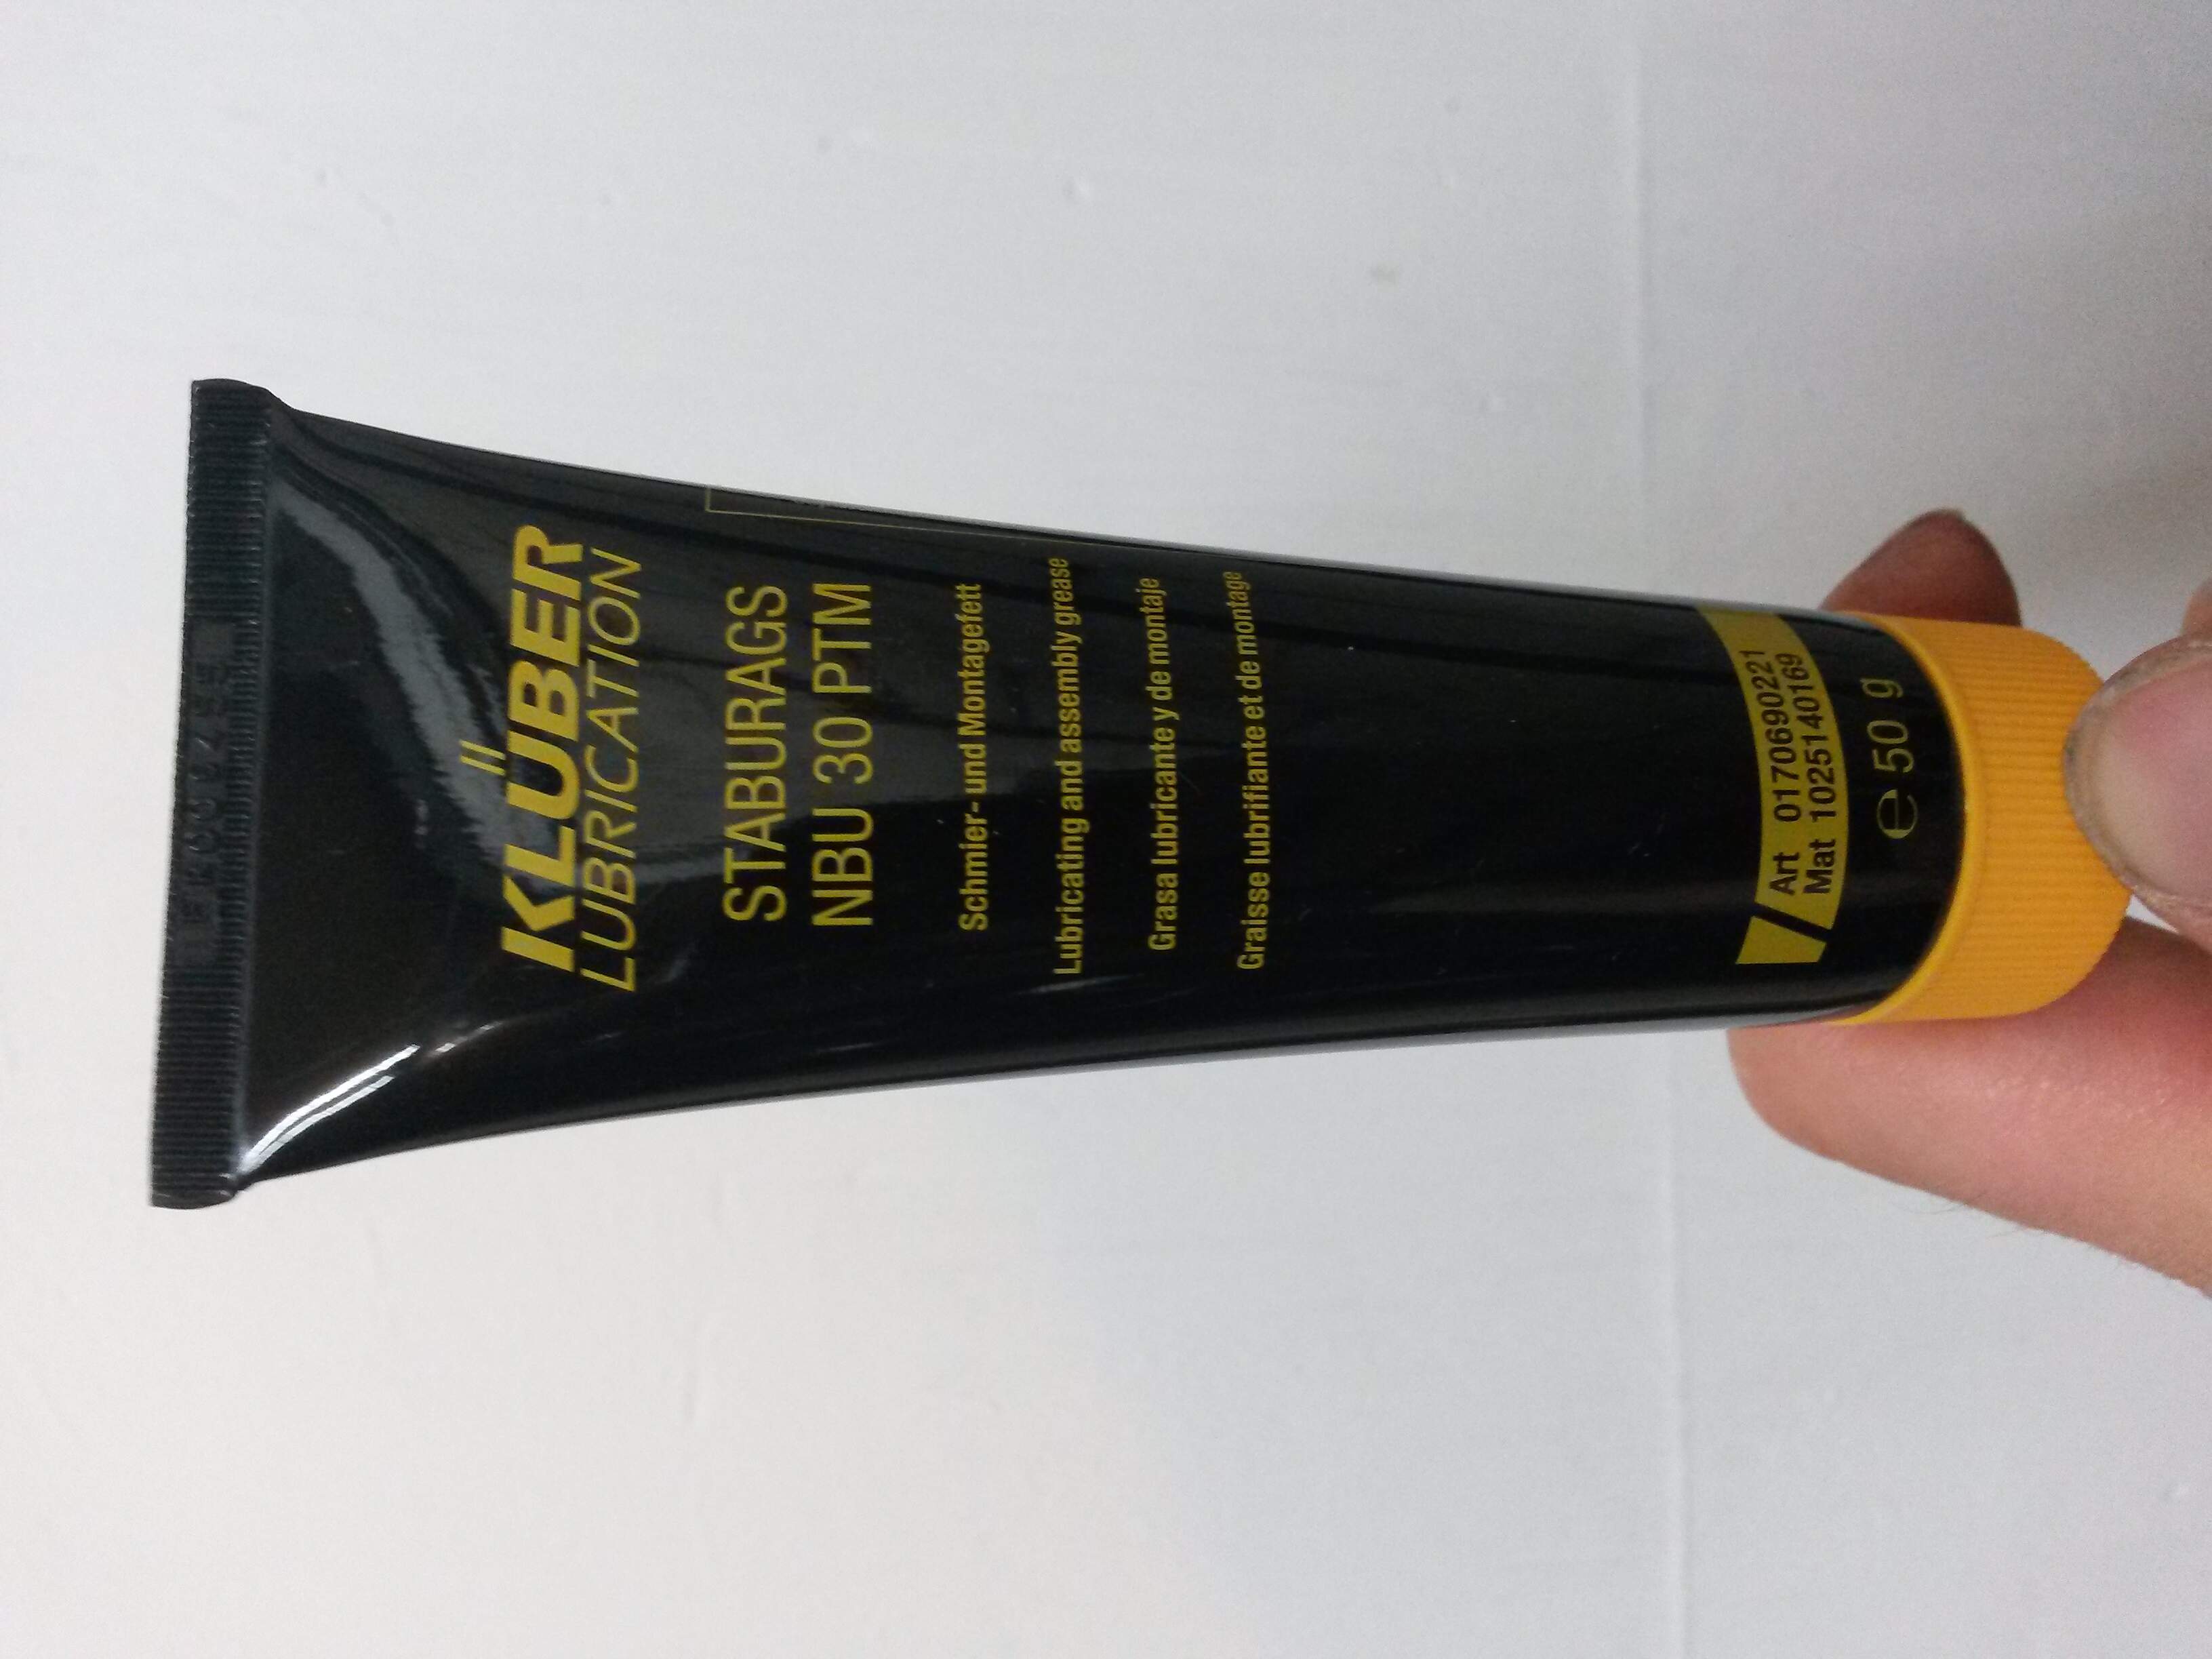 KLÜBER
LUBRICATION
STABURAGS
NBU 30 PTM
Schmier- und Montagefett
Lubricating and assembly grease
Grasa lubricante y de montaje
Graisse lubrifiante et de montage
Art 0170690221
Mat 1025140169
e 50 g